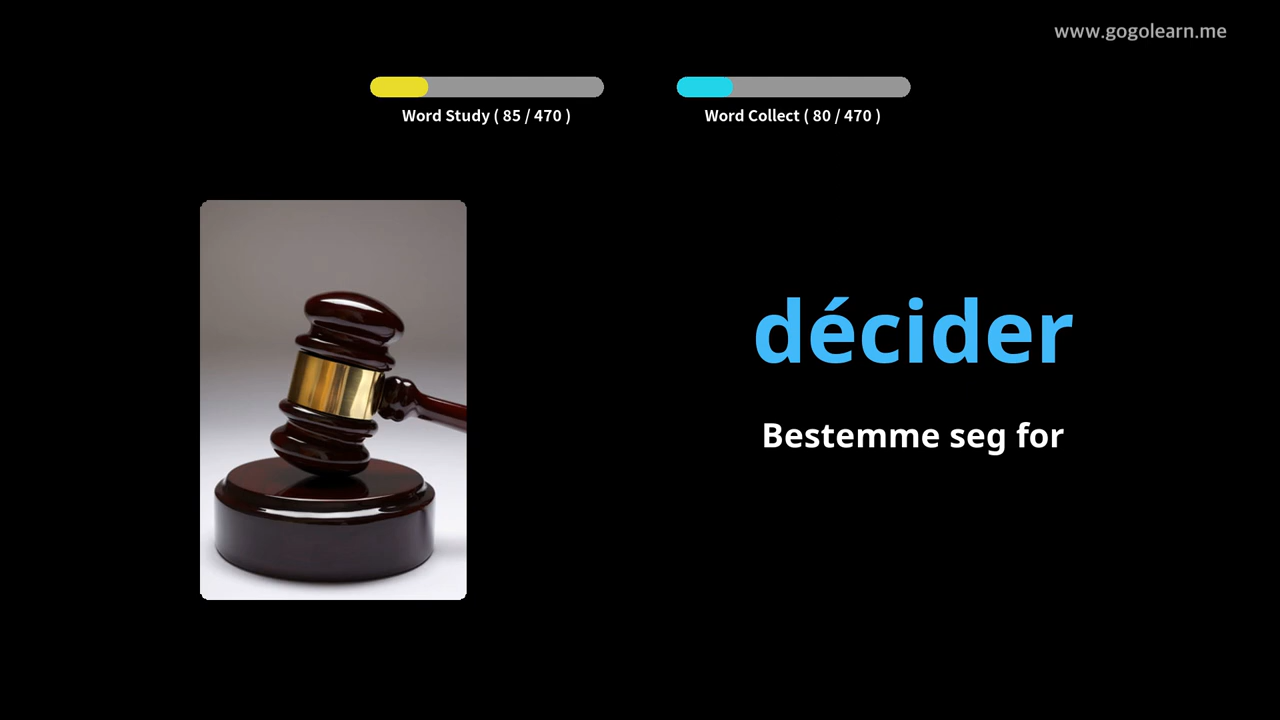 www.gogolearn.me
Word Study ( 85 / 470 )
Word Collect ( 80 / 470 )
décider
Bestemme seg for